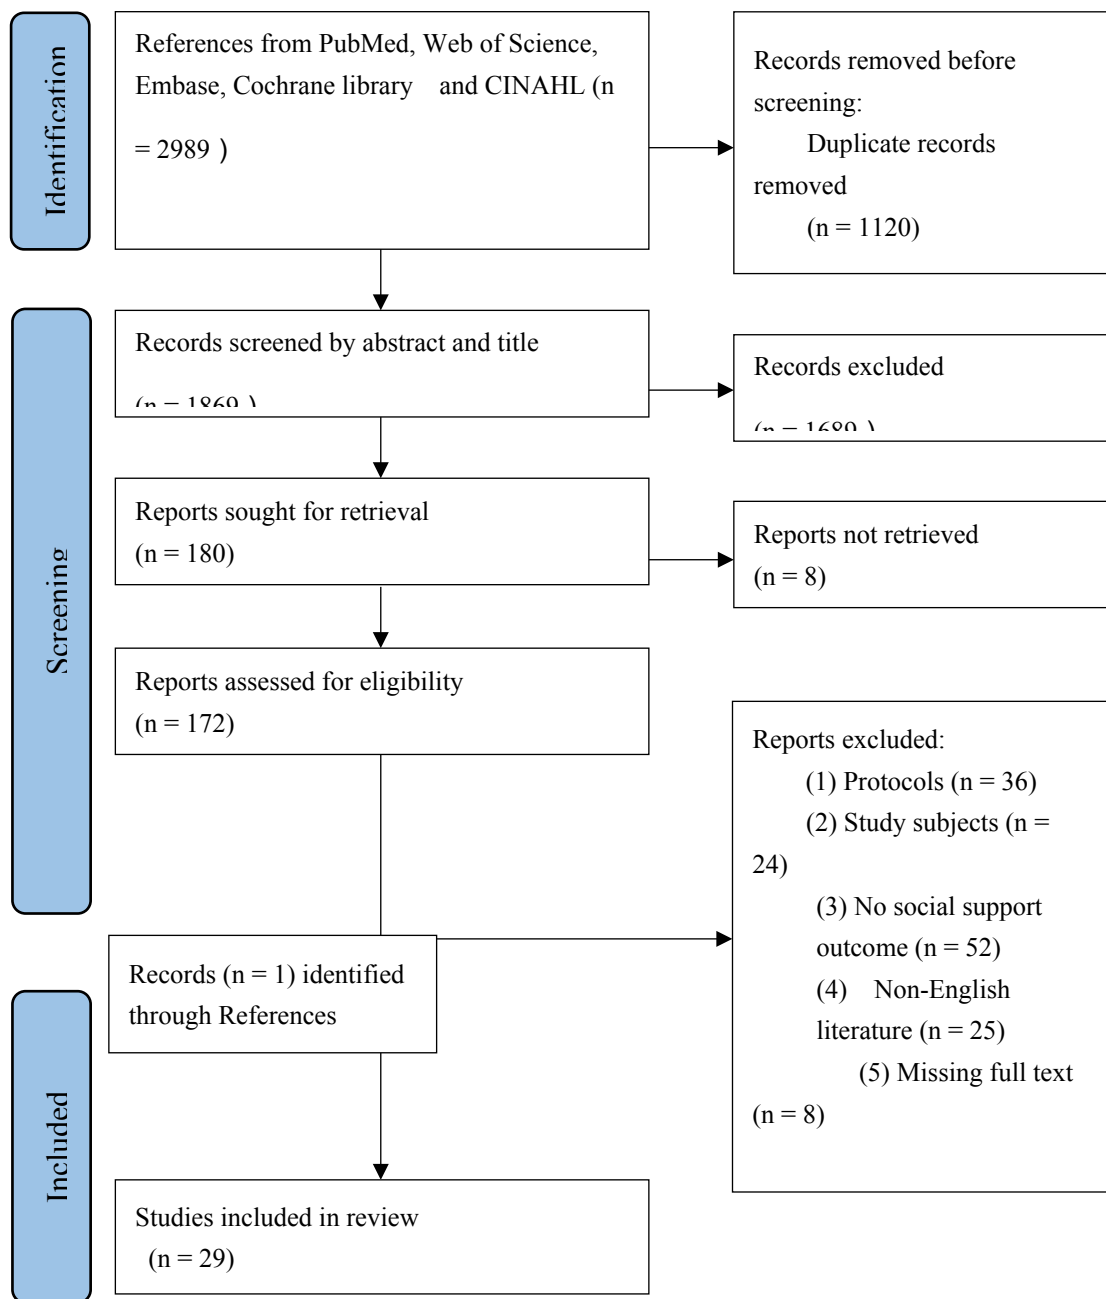 Identification
References from PubMed, Web of Science,
Embase, Cochrane library and CINAHL (n
= 2989 )
Records removed before
screening:
Duplicate records
removed
(n = 1120)
Screening
Records screened by abstract and title
(n = 1869 )
Records excluded
(n = 1689 )
Reports sought for retrieval
(n = 180)
Reports not retrieved
(n = 8)
Reports assessed for eligibility
(n = 172)
Reports excluded:
(1) Protocols (n = 36)
(2) Study subjects (n =
24)
(3) No social support
outcome (n = 52)
(4) Non-English
literature (n = 25)
(5) Missing full text
(n = 8)
Records (n = 1) identified
through References
Included
Studies included in review
(n = 29)